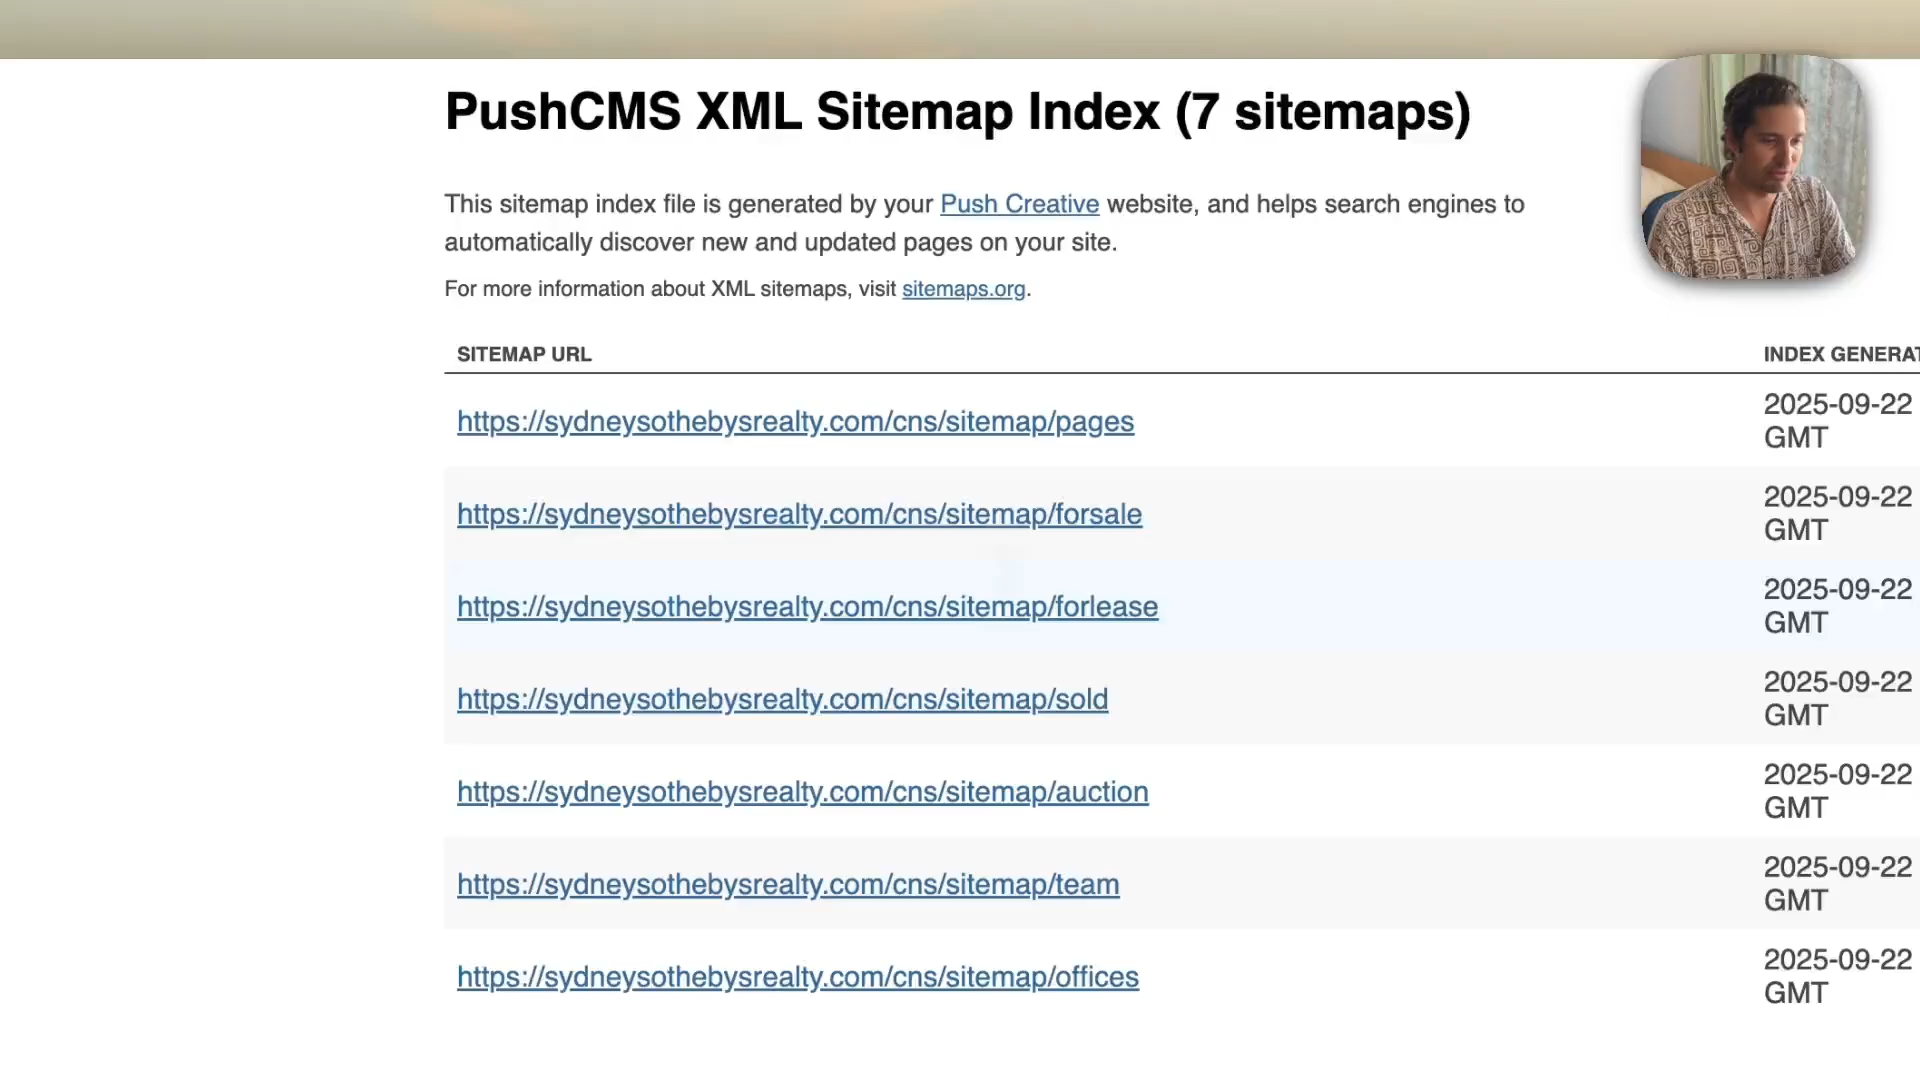 PushCMS XML Sitemap Index (7 sitemaps)
This sitemap index file is generated by your Push Creative website, and helps search engines to
automatically discover new and updated pages on your site.
For more information about XML sitemaps, visit sitemaps.org.
SITEMAP URL INDEX GENERAT
https://sydneysothebysrealty.com/cns/sitemap/pages 2025-09-22
GMT
https://sydneysothebysrealty.com/cns/sitemap/forsale 2025-09-22
GMT
https://sydneysothebysrealty.com/cns/sitemap/forlease 2025-09-22
GMT
https://sydneysothebysrealty.com/cns/sitemap/sold 2025-09-22
GMT
https://sydneysothebysrealty.com/cns/sitemap/auction 2025-09-22
GMT
https://sydneysothebysrealty.com/cns/sitemap/team 2025-09-22
GMT
https://sydneysothebysrealty.com/cns/sitemap/offices 2025-09-22
GMT